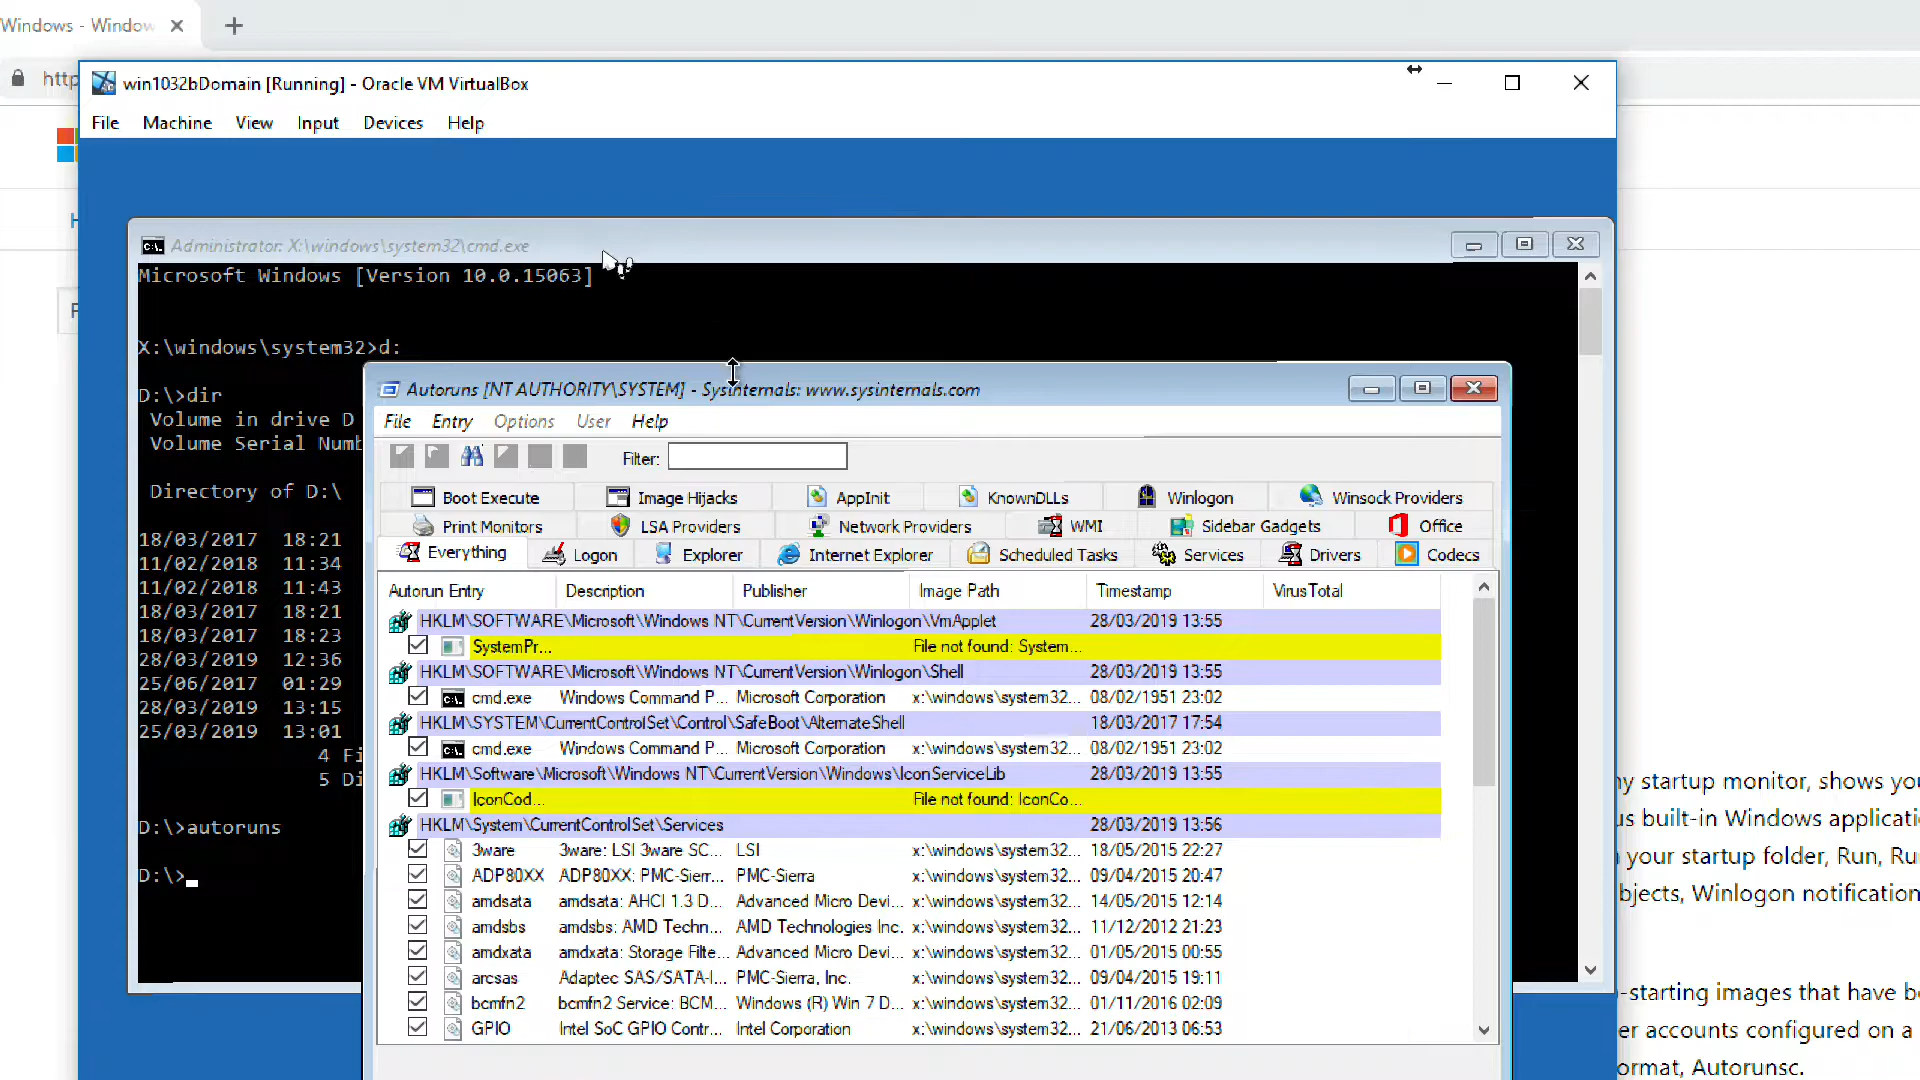 Windows - Window
http
win1032bDomain [Running] - Oracle VM VirtualBox
File Machine View Input Devices Help
Administrator: X:\windows\system32\cmd.exe
Microsoft Windows [Version 10.0.15063]
X:\windows\system32>d:
D:\>dir
Volume in drive D
Volume Serial Numb
Directory of D:\
18/03/2017 18:21
11/02/2018 11:34
11/02/2018 11:43
18/03/2017 18:21
18/03/2017 18:23
28/03/2019 12:36
25/06/2017 01:29
28/03/2019 13:15
25/03/2019 13:01
4 Fi
5 Di
D:\>autoruns
D:\>
Autoruns [NT AUTHORITY\SYSTEM] - Sysinternals: www.sysinternals.com
File Entry Options User Help
Filter:
Boot Execute Image Hijacks AppInit KnownDLLs Winlogon Winsock Providers
Print Monitors LSA Providers Network Providers WMI Sidebar Gadgets Office
Everything Logon Explorer Internet Explorer Scheduled Tasks Services Drivers Codecs
Autorun Entry Description Publisher Image Path Timestamp VirusTotal
HKLM\SOFTWARE\Microsoft\Windows NT\CurrentVersion\Winlogon\VmApplet 28/03/2019 13:55
SystemPr... File not found: System...
HKLM\SOFTWARE\Microsoft\Windows NT\CurrentVersion\Winlogon\Shell 28/03/2019 13:55
cmd.exe Windows Command P... Microsoft Corporation x:\windows\system32... 08/02/1951 23:02
HKLM\SYSTEM\CurrentControlSet\Control\SafeBoot\AlternateShell 18/03/2017 17:54
cmd.exe Windows Command P... Microsoft Corporation x:\windows\system32... 08/02/1951 23:02
HKLM\Software\Microsoft\Windows NT\CurrentVersion\Windows\IconServiceLib 28/03/2019 13:55
IconCod... File not found: IconCo...
HKLM\System\CurrentControlSet\Services 28/03/2019 13:56
3ware 3ware: LSI 3ware SC... LSI x:\windows\system32... 18/05/2015 22:27
ADP80XX ADP80XX: PMC-Sierr... PMC-Sierra x:\windows\system32... 09/04/2015 20:47
amdsata amdsata: AHCI 1.3 D... Advanced Micro Devi... x:\windows\system32... 14/05/2015 12:14
amdsbs amdsbs: AMD Techn... AMD Technologies Inc. x:\windows\system32... 11/12/2012 21:23
amdxata amdxata: Storage Filte... Advanced Micro Devi... x:\windows\system32... 01/05/2015 00:55
arcsas Adaptec SAS/SATA-I... PMC-Sierra, Inc. x:\windows\system32... 09/04/2015 19:11
bcmfn2 bcmfn2 Service: BCM... Windows (R) Win 7 D... x:\windows\system32... 01/11/2016 02:09
GPIO Intel SoC GPIO Contr... Intel Corporation x:\windows\system32... 21/06/2013 06:53
ny startup monitor, shows you
us built-in Windows applicati
your startup folder, Run, Ru
bjects, Winlogon notification
-starting images that have be
er accounts configured on a
ormat, Autorunsc.